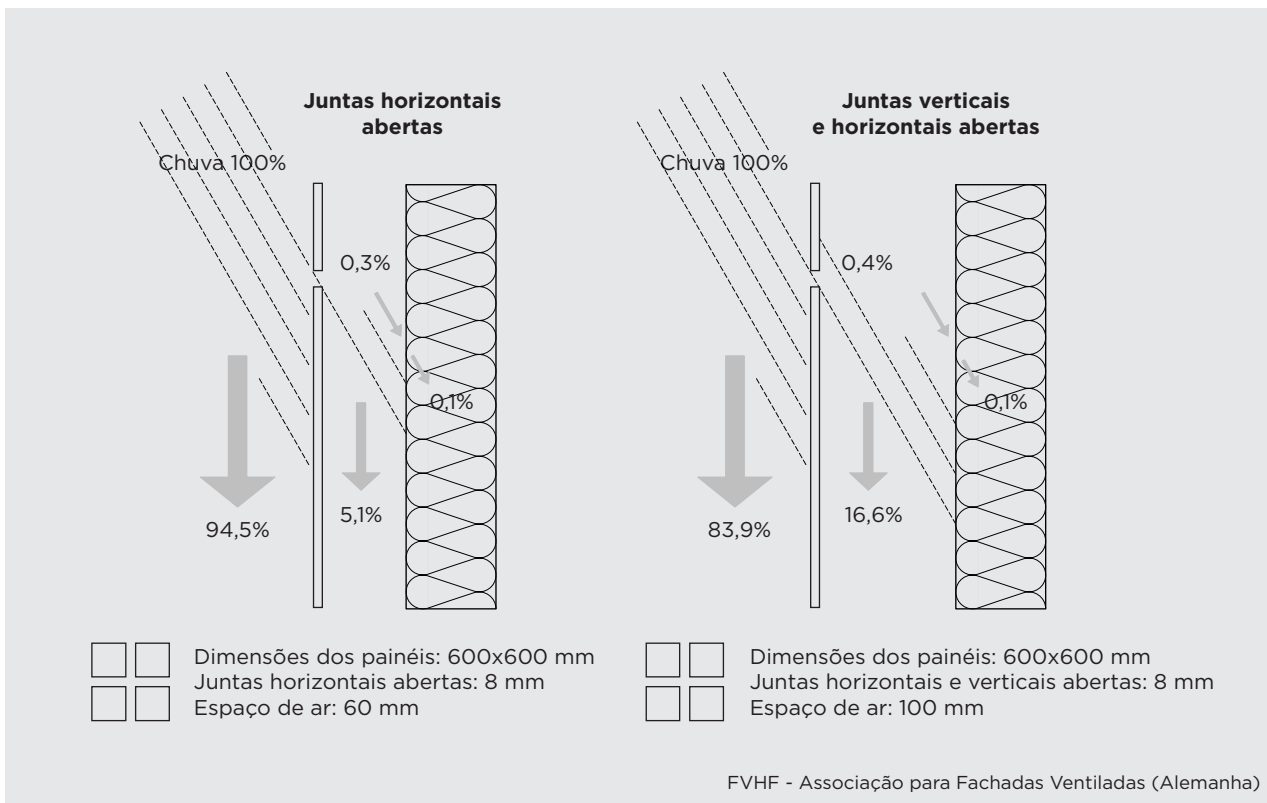 Juntas horizontais
abertas
Chuva 100%
0,3%
0,1%
94,5%
5,1%
Dimensões dos painéis: 600x600 mm
Juntas horizontais abertas: 8 mm
Espaço de ar: 60 mm
Juntas verticais
e horizontais abertas
Chuva 100%
0,4%
0,1%
83,9%
16,6%
Dimensões dos painéis: 600x600 mm
Juntas horizontais e verticais abertas: 8 mm
Espaço de ar: 100 mm
FVHF - Associação para Fachadas Ventiladas (Alemanha)